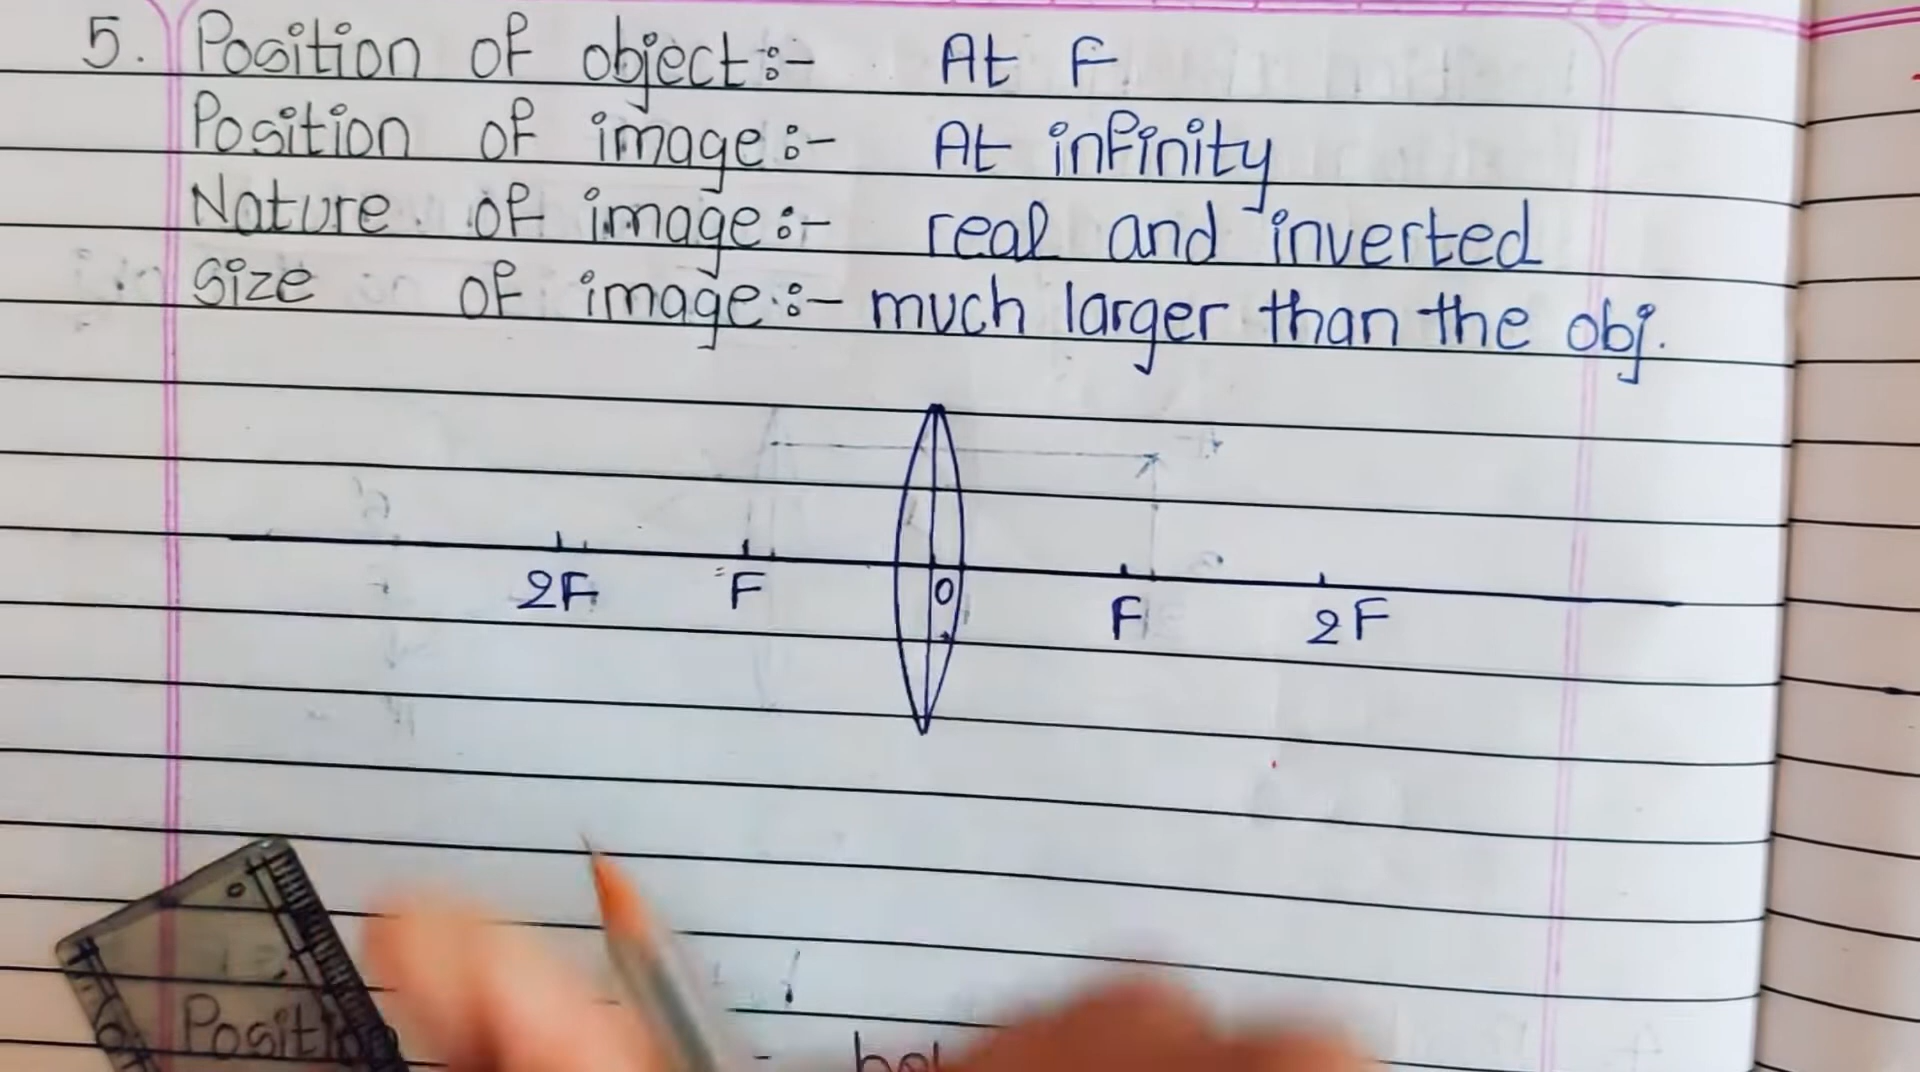 5. Position of object:- At F
Position of image:- At infinity
Nature of image:- real and inverted
Size of image:- much larger than the obj.
2F F O F 2F
Positi